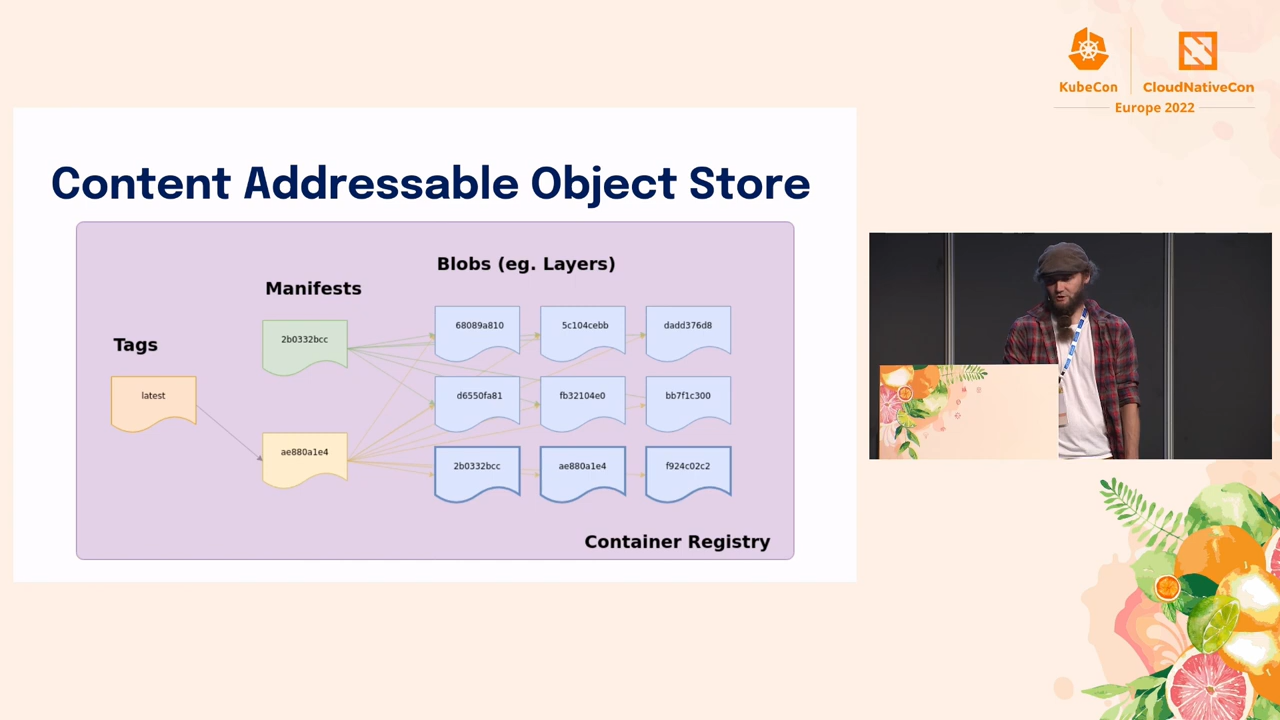 KubeCon
CloudNativeCon
Europe 2022
Content Addressable Object Store
Blobs (eg. Layers)
Manifests
Tags
68089a810
5c104cebb
dadd376d8
2b0332bcc
latest
d6550fa81
fb32104e0
bb7f1c300
ae880a1e4
2b0332bcc
ae880a1e4
f924c02c2
Container Registry